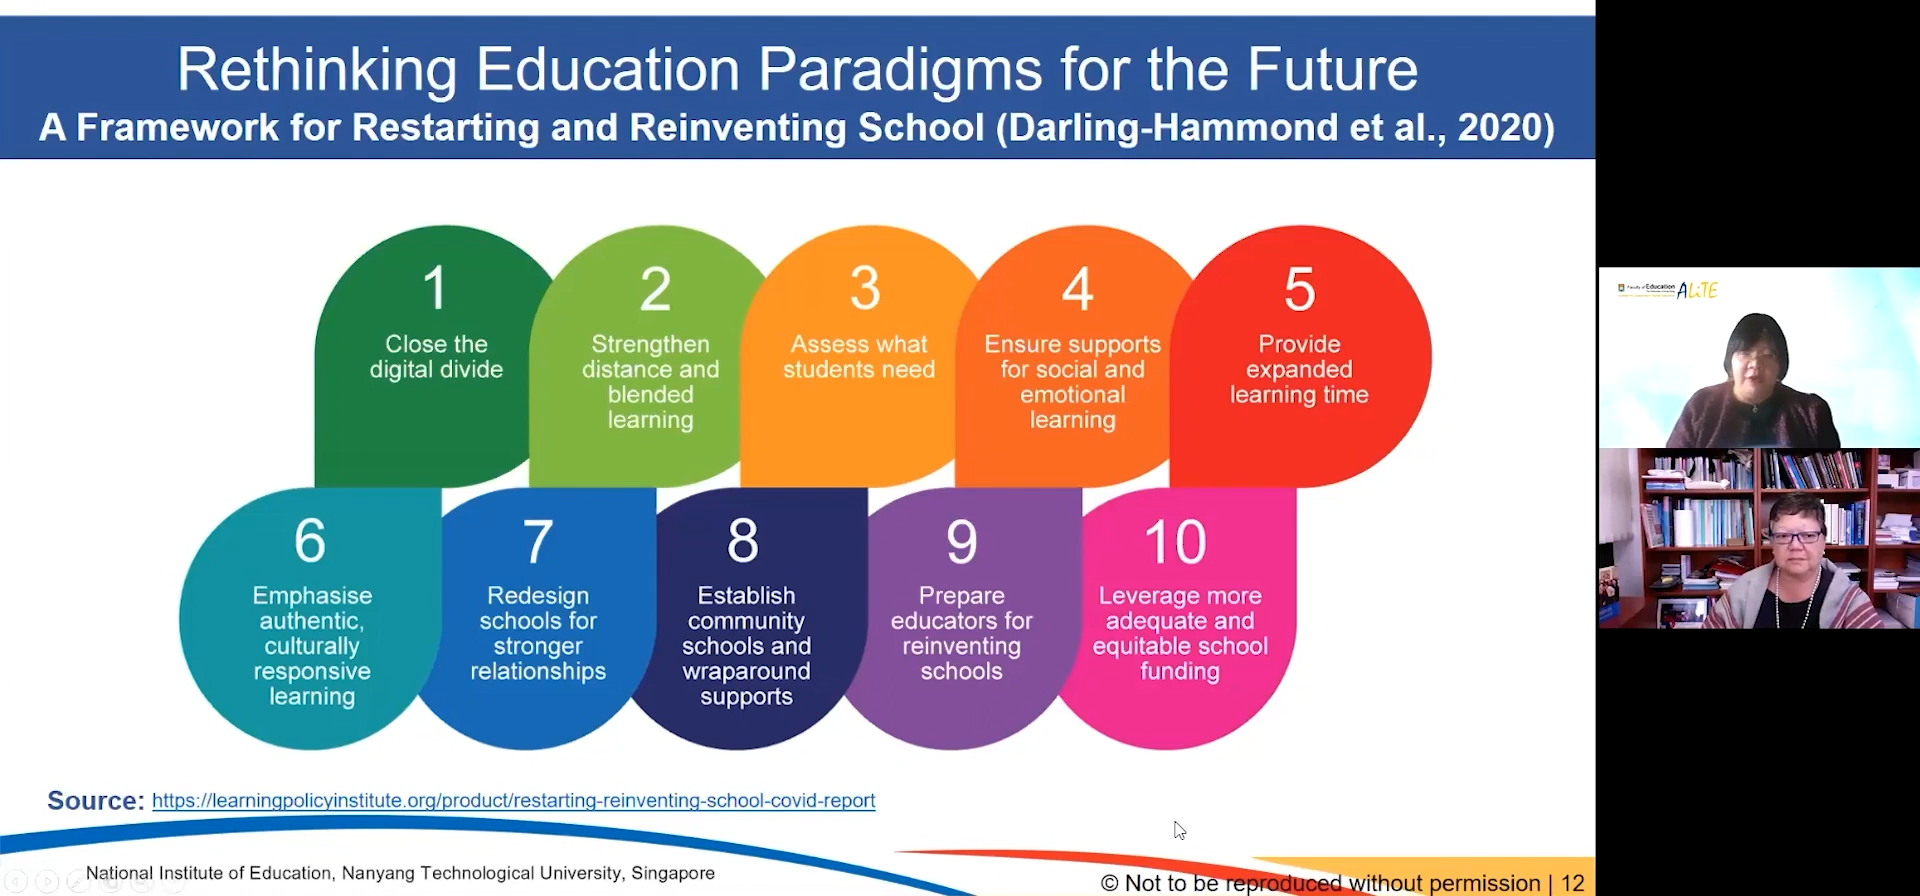 Rethinking Education Paradigms for the Future
A Framework for Restarting and Reinventing School (Darling-Hammond et al., 2020)
1
Close the
digital divide
2
Strengthen
distance and
blended
learning
3
Assess what
students need
4
Ensure supports
for social and
emotional
learning
5
Provide
expanded
learning time
6
Emphasise
authentic,
culturally
responsive
learning
7
Redesign
schools for
stronger
relationships
8
Establish
community
schools and
wraparound
supports
9
Prepare
educators for
reinventing
schools
10
Leverage more
adequate and
equitable school
funding
Source: https://learningpolicyinstitute.org/product/restarting-reinventing-school-covid-report
National Institute of Education, Nanyang Technological University, Singapore
© Not to be reproduced without permission | 12
Faculty of Education
ALiTE